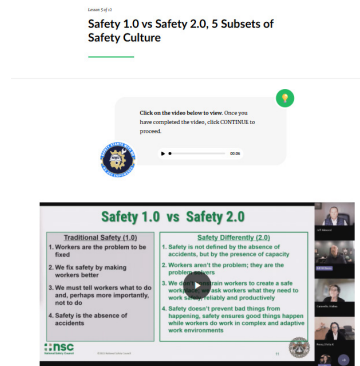 Lesson 5 of 13
Safety 1.0 vs Safety 2.0, 5 Subsets of
Safety Culture
Click on the video below to view. Once you
have completed the video, click CONTINUE to
proceed.
00:06
Safety 1.0 vs Safety 2.0
Traditional Safety (1.0)
1. Workers are the problem to be
fixed
2. We fix safety by making
workers better
3. We must tell workers what to do
and, perhaps more importantly,
not to do
4. Safety is the absence of
accidents
Safety Differently (2.0)
1. Safety is not defined by the absence of
accidents, but by the presence of capacity
2. Workers aren't the problem; they are the
problem solvers
3. We don't constrain workers to create a safe
workplace, we ask workers what they need to
work safely, reliably and productively
4. Safety doesn't prevent bad things from
happening, safety ensures good things happen
while workers do work in complex and adaptive
work environments
nsc
National Safety Council